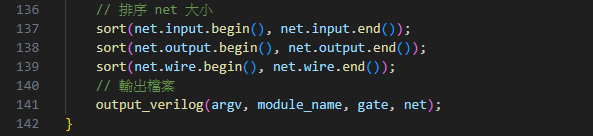 136 // 排序 net 大小
137 sort(net.input.begin(), net.input.end());
138 sort(net.output.begin(), net.output.end());
139 sort(net.wire.begin(), net.wire.end());
140 // 輸出檔案
141 output_verilog(argv, module_name, gate, net);
142 }